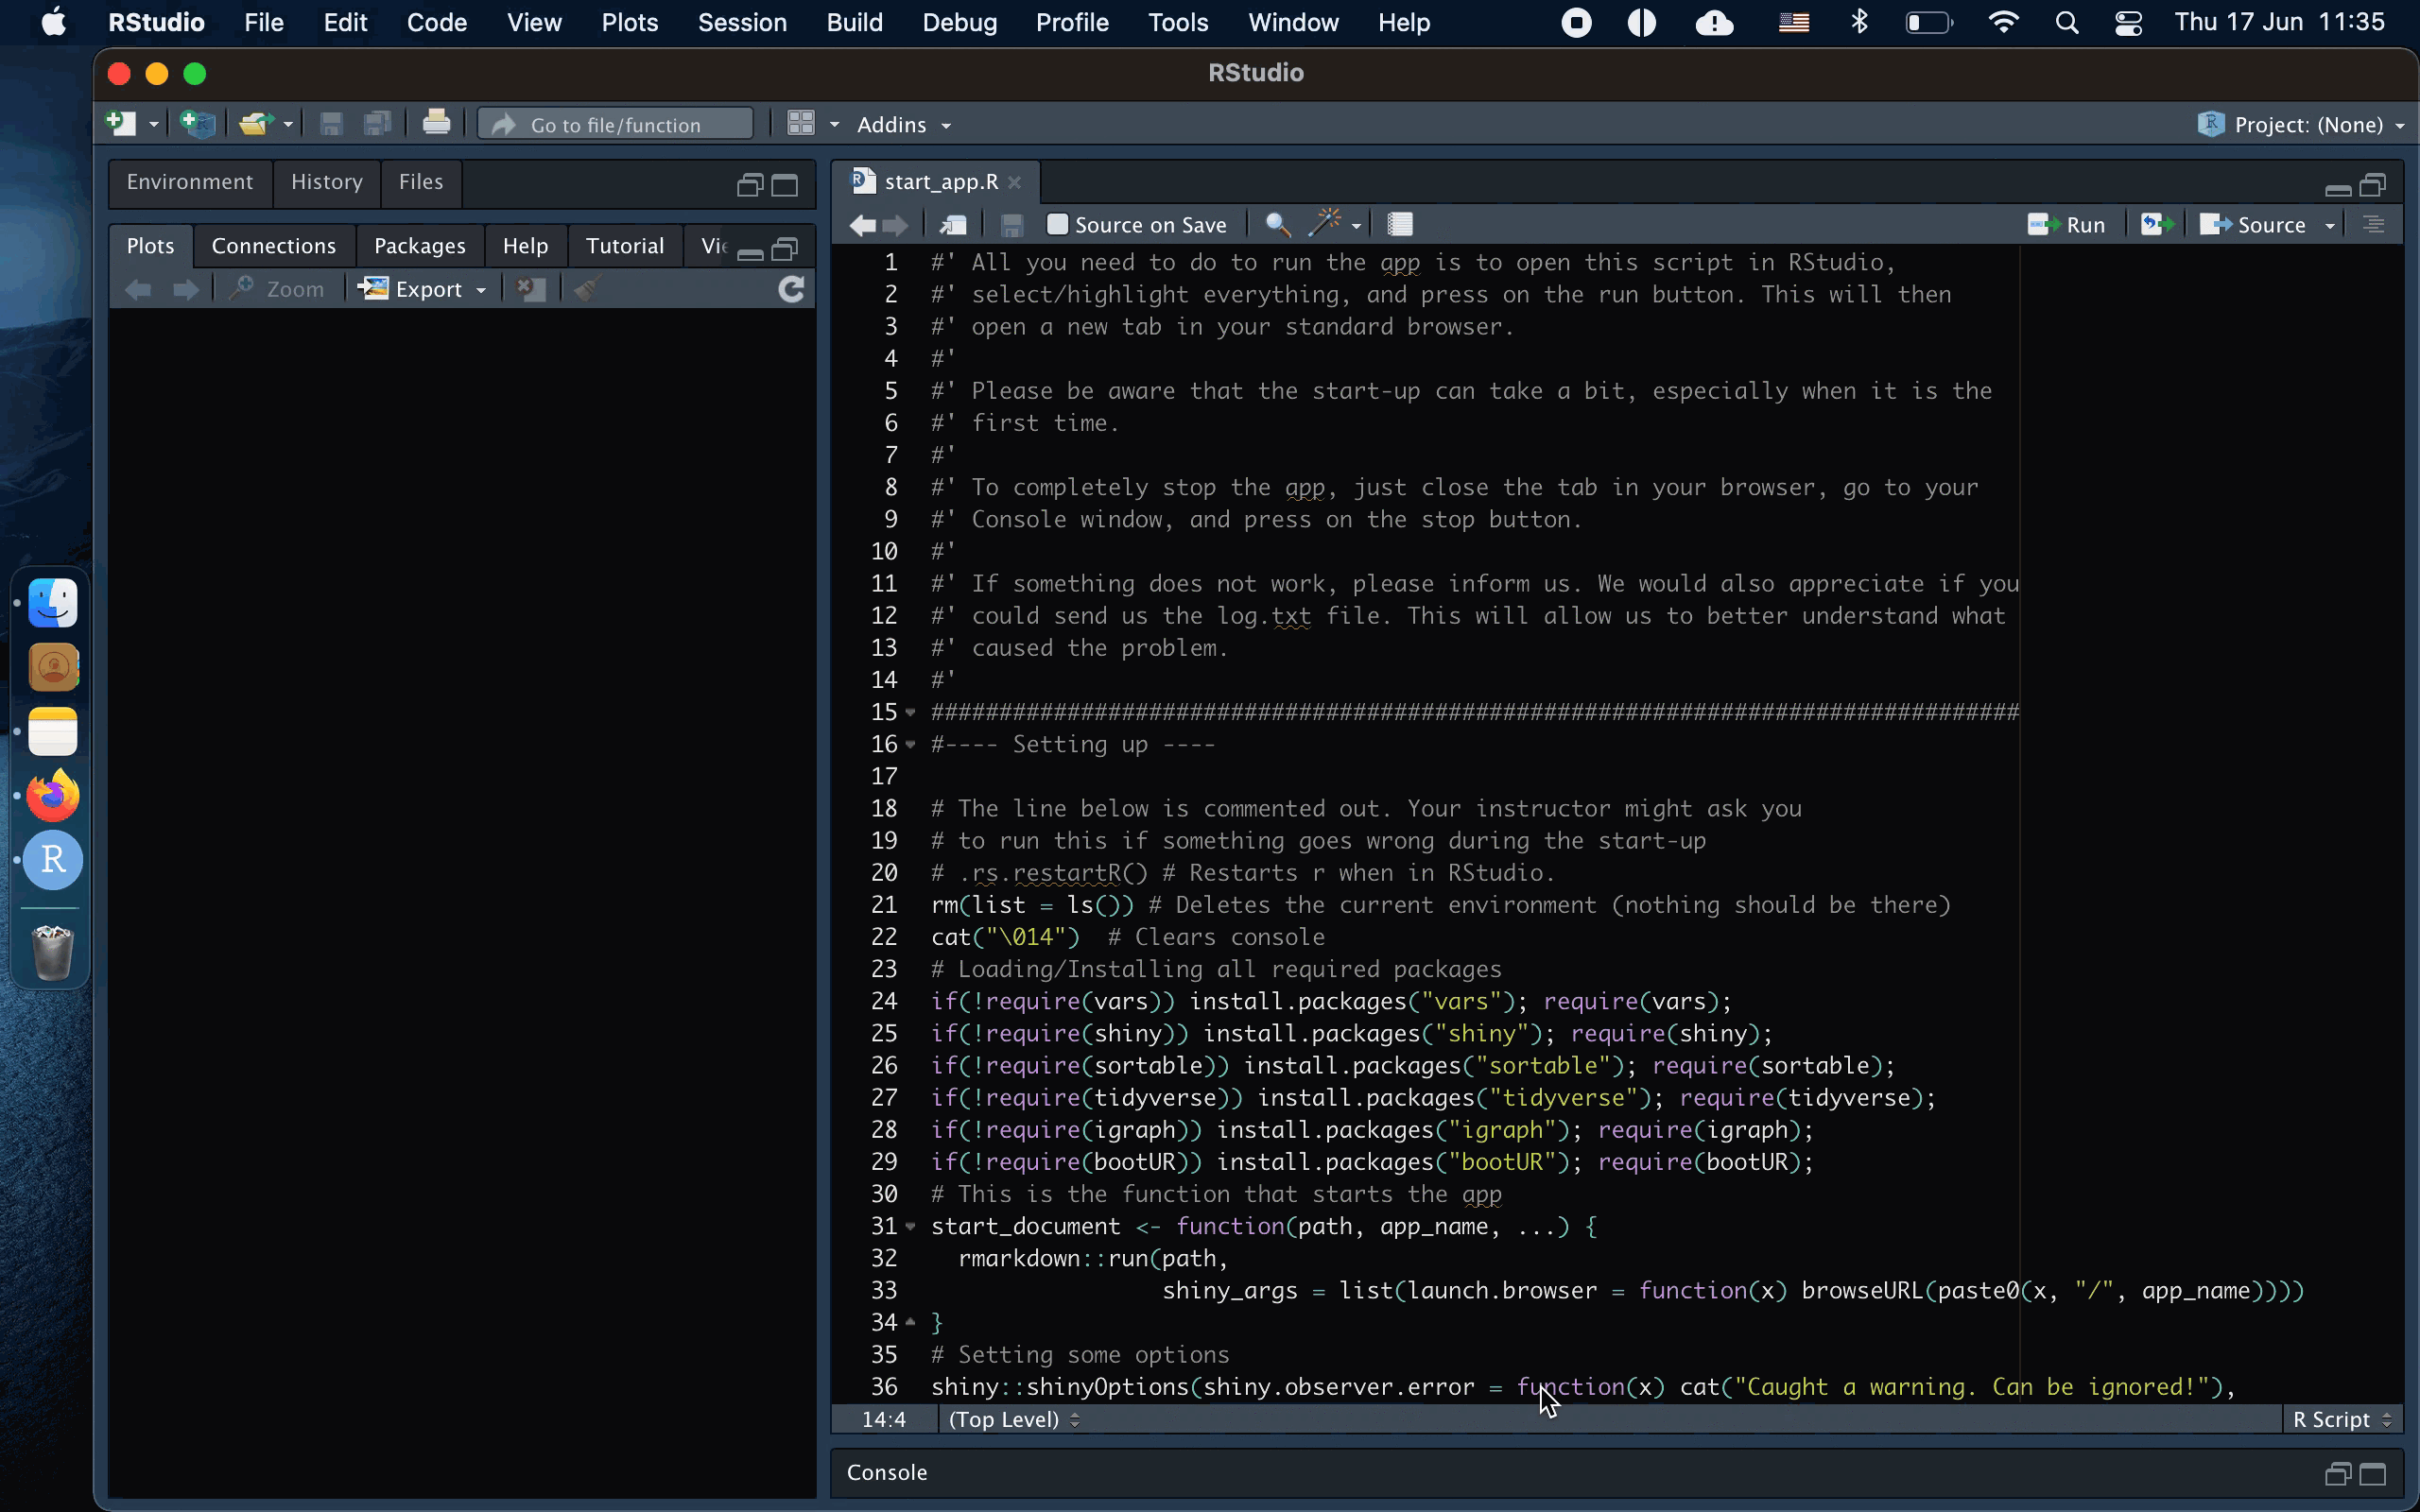 RStudio File Edit Code View Plots Session Build Debug Profile Tools Window Help Thu 17 Jun 11:35
RStudio
Go to file/function Addins Project: (None)
Environment History Files
Plots Connections Packages Help Tutorial Vie
Zoom Export
start_app.R
Source on Save Run Source
1 #' All you need to do to run the app is to open this script in RStudio,
2 #' select/highlight everything, and press on the run button. This will then
3 #' open a new tab in your standard browser.
4 #'
5 #' Please be aware that the start-up can take a bit, especially when it is the
6 #' first time.
7 #'
8 #' To completely stop the app, just close the tab in your browser, go to your
9 #' Console window, and press on the stop button.
10 #'
11 #' If something does not work, please inform us. We would also appreciate if you
12 #' could send us the log.txt file. This will allow us to better understand what
13 #' caused the problem.
14 #'
15 ################################################################################
16 #---- Setting up ----
17
18 # The line below is commented out. Your instructor might ask you
19 # to run this if something goes wrong during the start-up
20 # .rs.restartR() # Restarts r when in RStudio.
21 rm(list = ls()) # Deletes the current environment (nothing should be there)
22 cat("\014")  # Clears console
23 # Loading/Installing all required packages
24 if(!require(vars)) install.packages("vars"); require(vars);
25 if(!require(shiny)) install.packages("shiny"); require(shiny);
26 if(!require(sortable)) install.packages("sortable"); require(sortable);
27 if(!require(tidyverse)) install.packages("tidyverse"); require(tidyverse);
28 if(!require(igraph)) install.packages("igraph"); require(igraph);
29 if(!require(bootUR)) install.packages("bootUR"); require(bootUR);
30 # This is the function that starts the app
31 start_document <- function(path, app_name, ...) {
32   rmarkdown::run(path,
33                  shiny_args = list(launch.browser = function(x) browseURL(paste0(x, "/", app_name))))
34 }
35 # Setting some options
36 shiny::shinyOptions(shiny.observer.error = function(x) cat("Caught a warning. Can be ignored!"),
14:4 (Top Level) R Script
Console